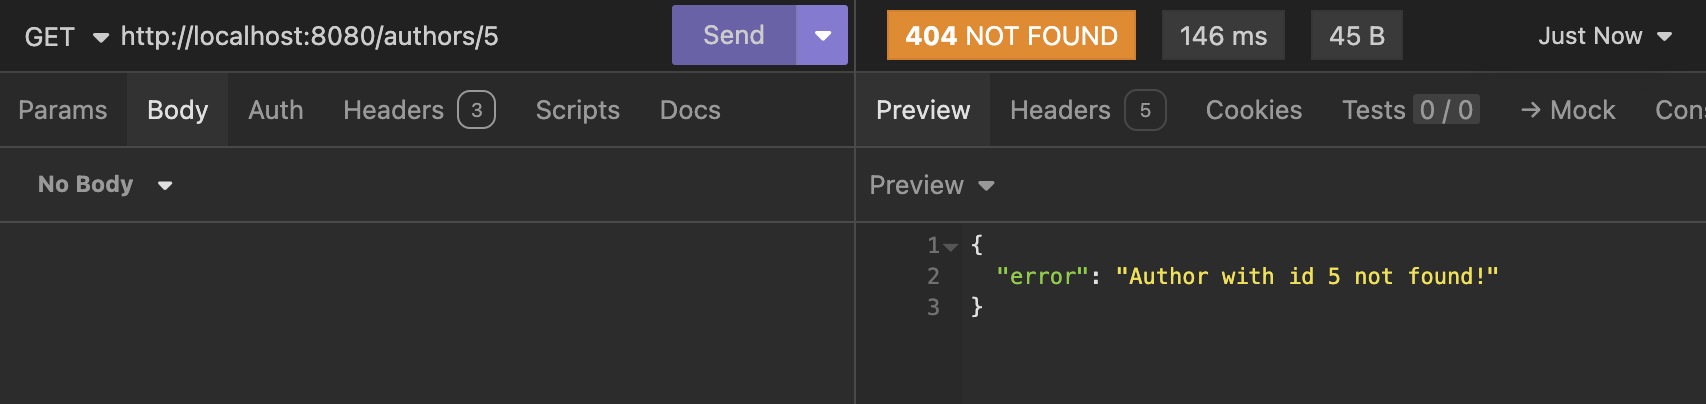 GET http://localhost:8080/authors/5 Send 404 NOT FOUND 146 ms 45 B Just Now
Params Body Auth Headers 3 Scripts Docs Preview Headers 5 Cookies Tests 0 / 0 → Mock
No Body Preview
1 {
2 "error": "Author with id 5 not found!"
3 }